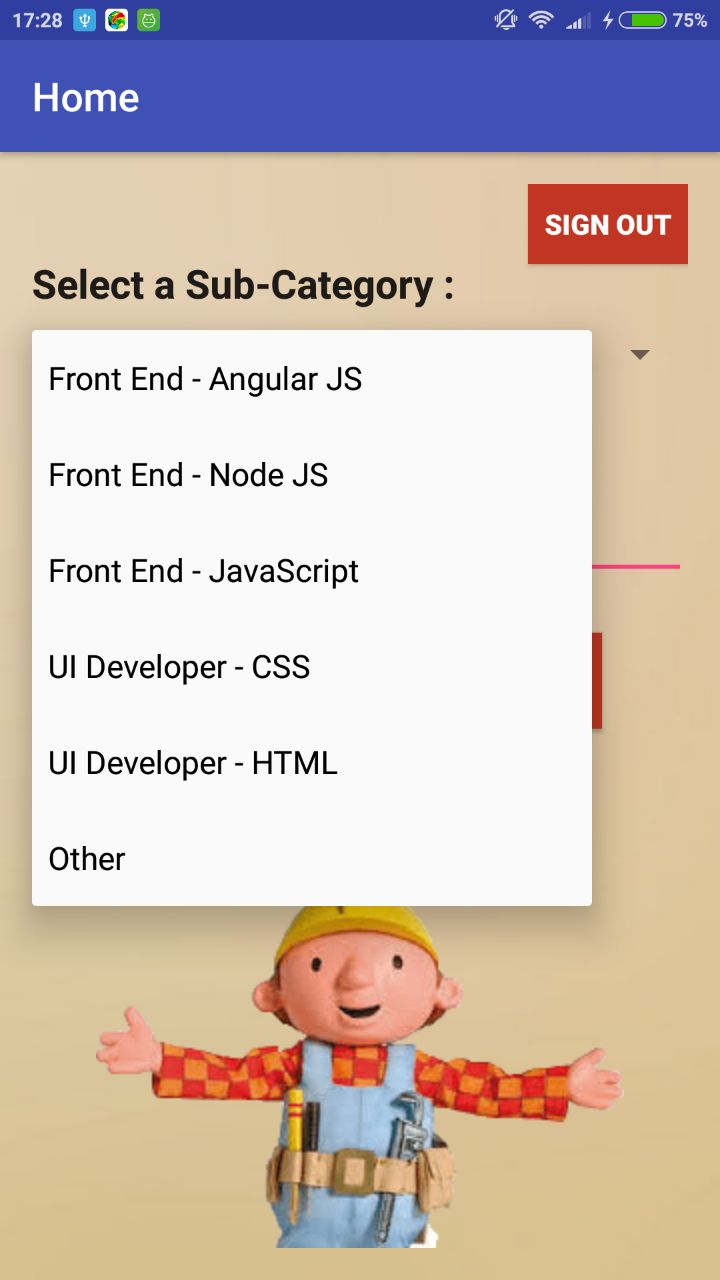 17:28
75%
Home
SIGN OUT
Select a Sub-Category :
Front End - Angular JS
Front End - Node JS
Front End - JavaScript
UI Developer - CSS
UI Developer - HTML
Other